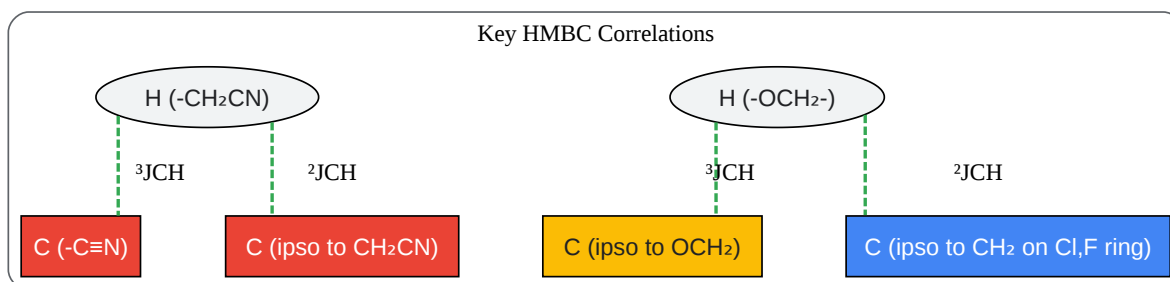 Key HMBC Correlations
H (-CH₂CN)
H (-OCH₂-)
³JCH
²JCH
³JCH
²JCH
C (-C≡N)
C (ipso to CH₂CN)
C (ipso to OCH₂)
C (ipso to CH₂ on Cl,F ring)